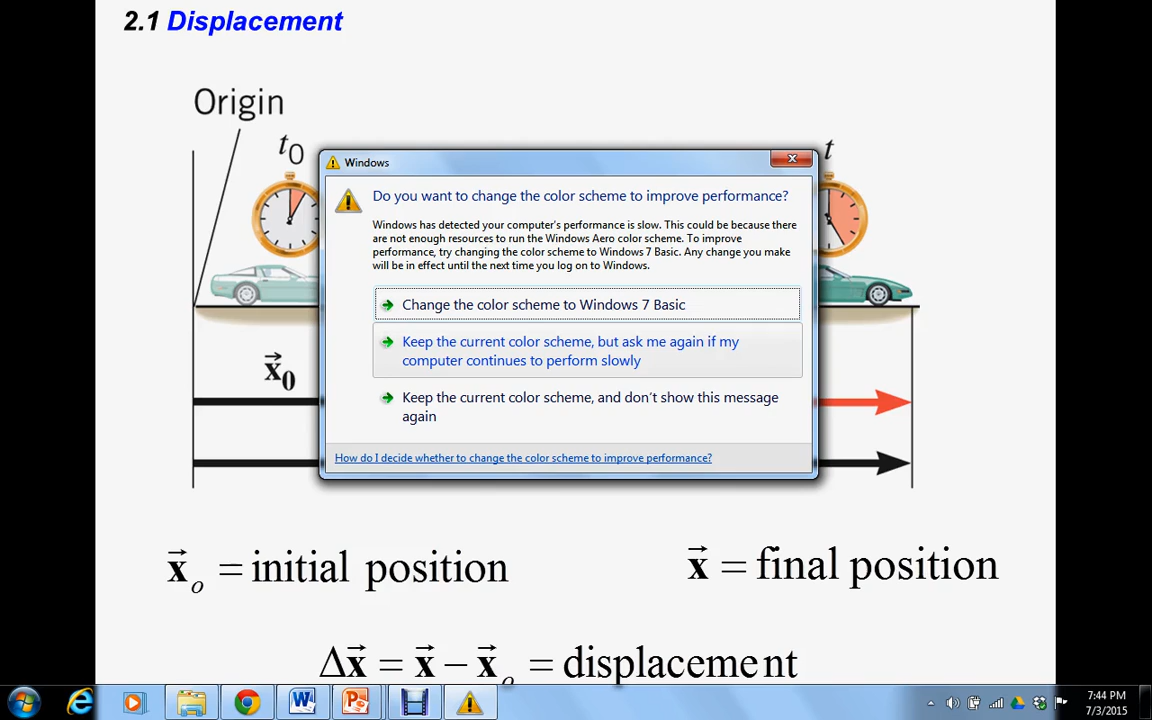 2.1 Displacement
Origin
t0
t
Windows
Do you want to change the color scheme to improve performance?
Windows has detected your computer's performance is slow. This could be because there
are not enough resources to run the Windows Aero color scheme. To improve
performance, try changing the color scheme to Windows 7 Basic. Any change you make
will be in effect until the next time you log on to Windows.
Change the color scheme to Windows 7 Basic
Keep the current color scheme, but ask me again if my
computer continues to perform slowly
Keep the current color scheme, and don't show this message
again
How do I decide whether to change the color scheme to improve performance?
x⃗0
x⃗o = initial position
x⃗ = final position
Δx⃗ = x⃗ − x⃗o = displacement
7:44 PM
7/3/2015